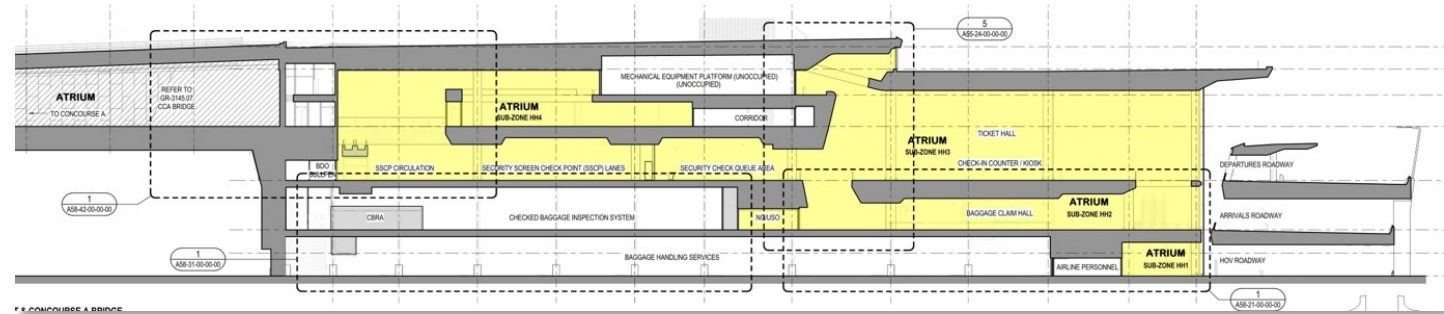 5
A55-24-00-00-00
ATRIUM
TO CONCOURSE A
REFER TO
GR-3145.07
CCA BRIDGE
MECHANICAL EQUIPMENT PLATFORM (UNOCCUPIED)
(UNOCCUPIED)
ATRIUM
SUB-ZONE HH4
CORRIDOR
ATRIUM
SUB-ZONE HH3
TICKET HALL
CHECK-IN COUNTER / KIOSK
BDO
BULLPEN
SSCP CIRCULATION
SECURITY SCREEN CHECK POINT (SSCP) LANES
SECURITY CHECK QUEUE AREA
DEPARTURES ROADWAY
1
A58-42-00-00-00
CBRA
CHECKED BAGGAGE INSPECTION SYSTEM
NOI/USO
BAGGAGE CLAIM HALL
ATRIUM
SUB-ZONE HH2
ARRIVALS ROADWAY
1
A58-31-00-00-00
BAGGAGE HANDLING SERVICES
AIRLINE PERSONNEL
ATRIUM
SUB-ZONE HH1
HOV ROADWAY
1
A58-21-00-00-00
& CONCOURSE A BRIDGE